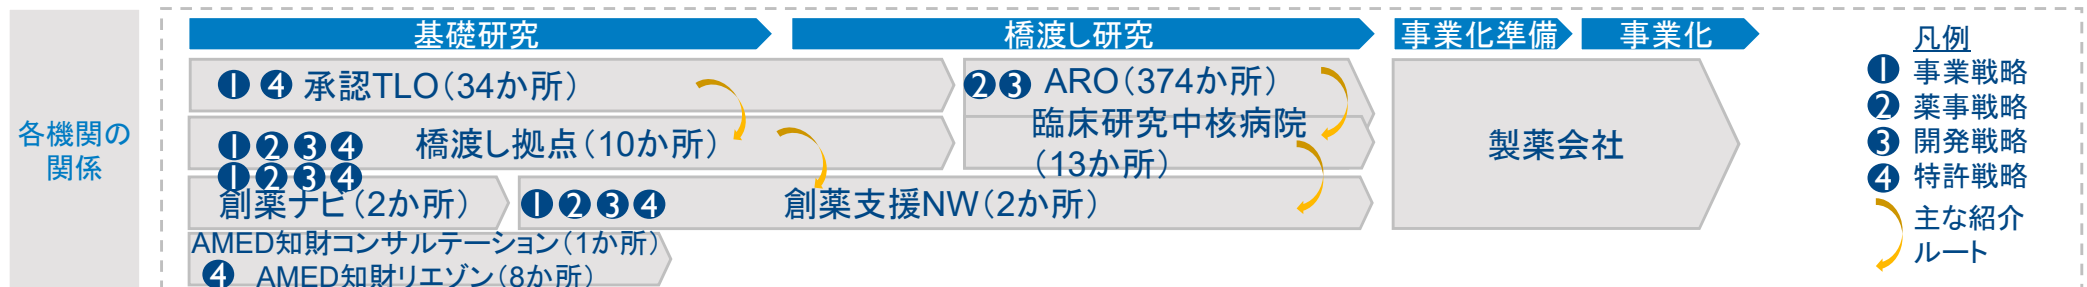 各機関の
関係
基礎研究
橋渡し研究
事業化準備
事業化
❶ ❹ 承認TLO(34か所)
❷❸ ARO(374か所)
❶❷❸❹ 橋渡し拠点(10か所)
臨床研究中核病院
(13か所)
❶❷❸❹
創薬ナビ(2か所)
❶❷❸❹ 創薬支援NW(2か所)
AMED知財コンサルテーション(1か所)
❹ AMED知財リエゾン(8か所)
製薬会社
凡例
❶ 事業戦略
❷ 薬事戦略
❸ 開発戦略
❹ 特許戦略
主な紹介
ルート